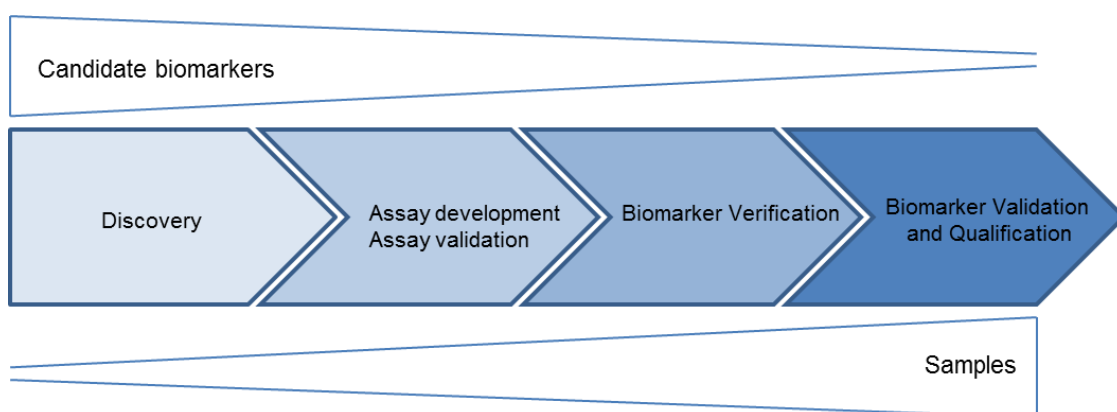 Candidate biomarkers
Discovery
Assay development
Assay validation
Biomarker Verification
Biomarker Validation
and Qualification
Samples